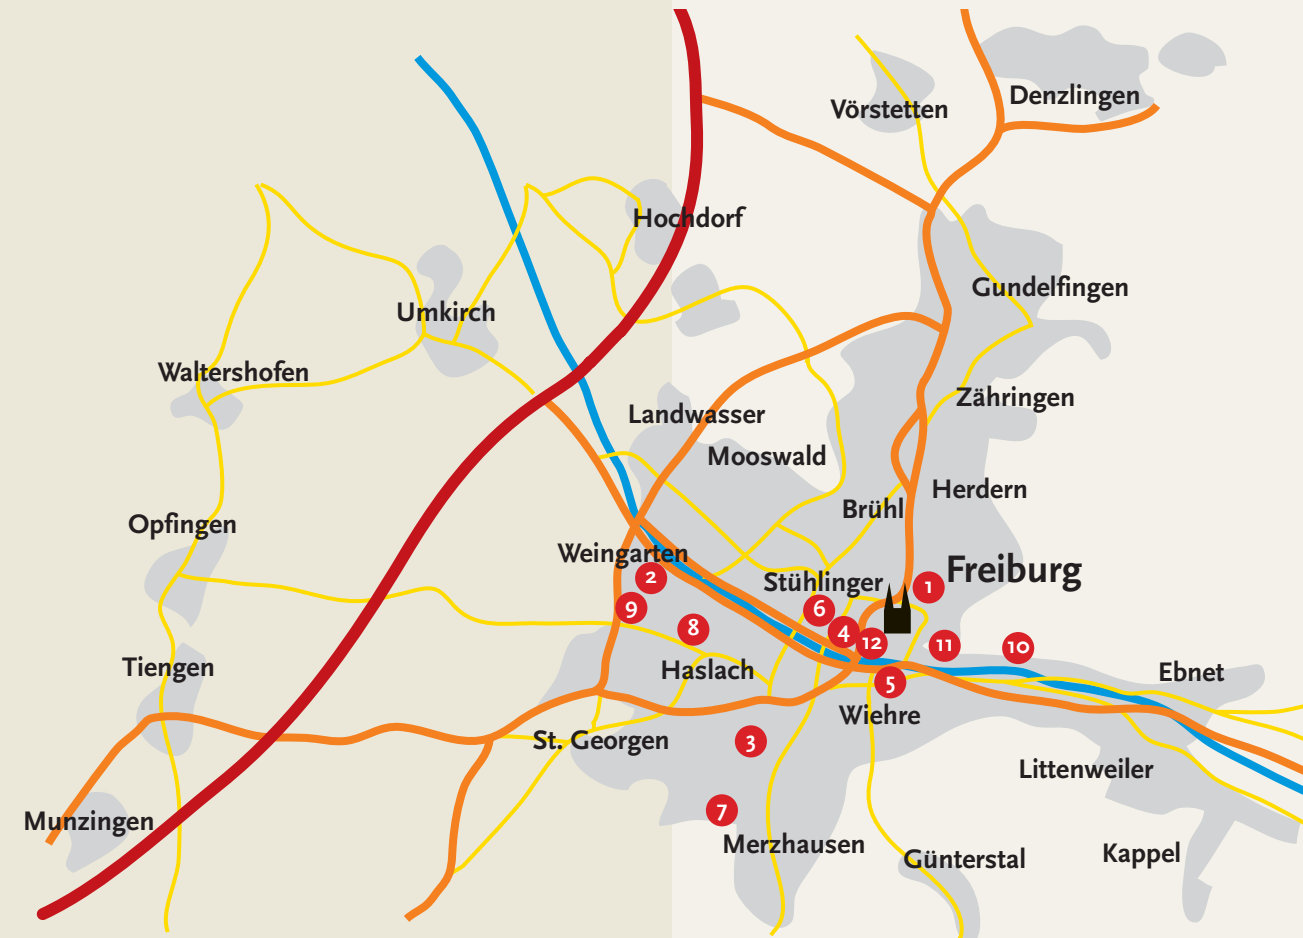 Denzlingen
Vörstetten
Hochdorf
Gundelfingen
Umkirch
Waltershofen
Zähringen
Landwasser
Mooswald
Herdern
Brühl
Opfingen
Weingarten
Freiburg
Stühlinger
2
1
9
6
8
4
12
11
10
Tiengen
Haslach
Ebnet
5
Wiehre
St. Georgen
3
Littenweiler
7
Munzingen
Merzhausen
Günterstal
Kappel